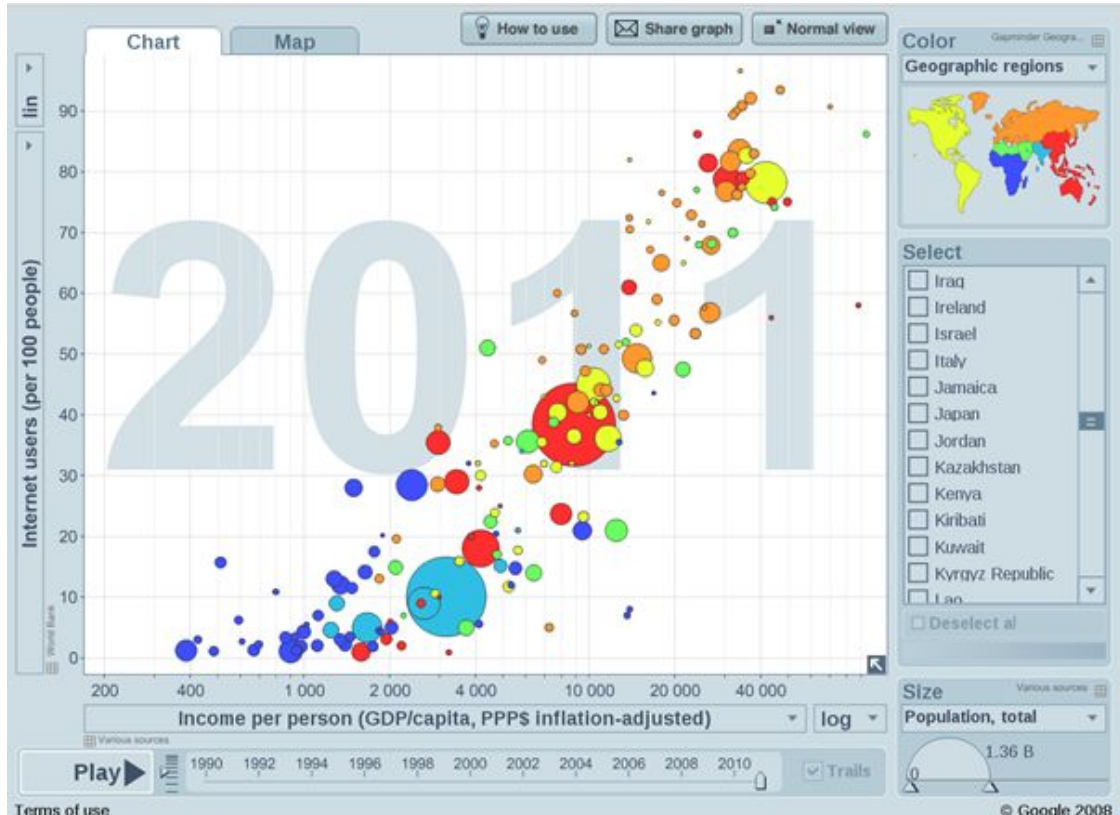 Chart
Map
How to use
Share graph
Normal view
lin
Internet users (per 100 people)
World Bank
2011
90
80
70
60
50
40
30
20
10
0
200
400
1 000
2 000
4 000
10 000
20 000
40 000
Income per person (GDP/capita, PPP$ inflation-adjusted)
log
Various sources
Play
1990
1992
1994
1996
1998
2000
2002
2004
2006
2008
2010
Trails
Terms of use
Color
Gapminder Geogra...
Geographic regions
Select
Iraq
Ireland
Israel
Italy
Jamaica
Japan
Jordan
Kazakhstan
Kenya
Kiribati
Kuwait
Kyrgyz Republic
Lao
Deselect al
Size
Various sources
Population, total
1.36 B
0
© Google 2008